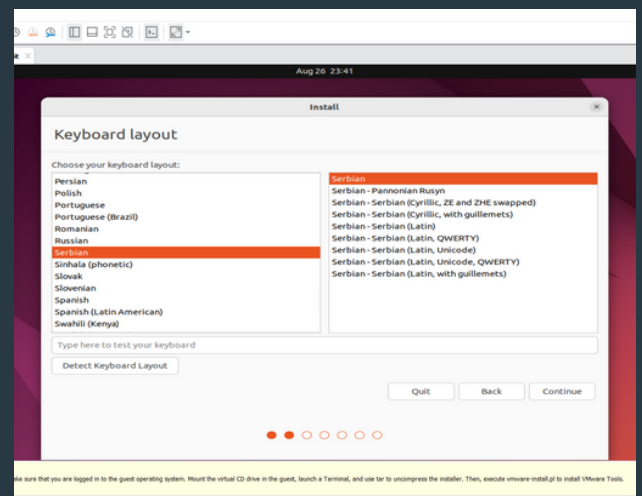 Aug 26 23:41
Install
Keyboard layout
Choose your keyboard layout:
Persian
Polish
Portuguese
Portuguese (Brazil)
Romanian
Russian
Serbian
Sinhala (phonetic)
Slovak
Slovenian
Spanish
Spanish (Latin American)
Swahili (Kenya)
Serbian
Serbian - Pannonian Rusyn
Serbian - Serbian (Cyrillic, ZE and ZHE swapped)
Serbian - Serbian (Cyrillic, with guillemets)
Serbian - Serbian (Latin)
Serbian - Serbian (Latin, QWERTY)
Serbian - Serbian (Latin, Unicode)
Serbian - Serbian (Latin, Unicode, QWERTY)
Serbian - Serbian (Latin, with guillemets)
Type here to test your keyboard
Detect Keyboard Layout
Quit Back Continue
sure that you are logged in to the guest operating system. Mount the virtual CD drive in the guest, launch a Terminal, and use tar to uncompress the installer. Then, execute vmware-install.pl to install VMware Tools.